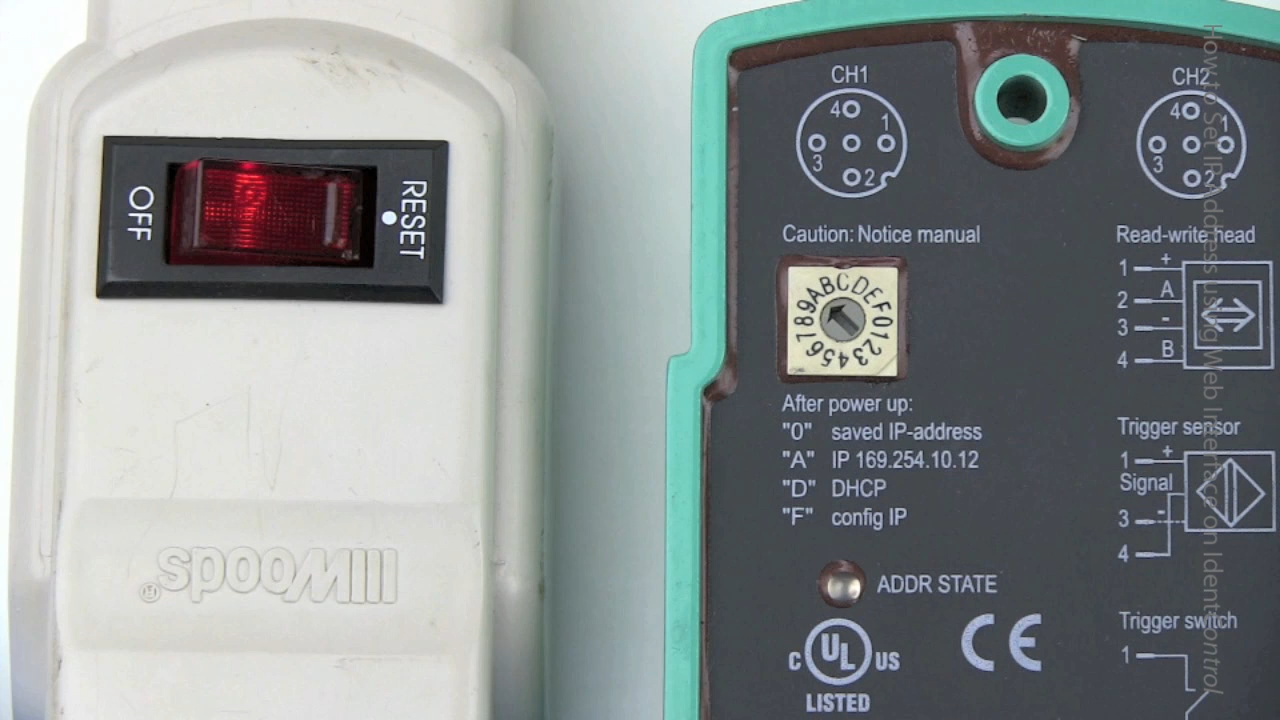 OFF
RESET
Woods®
CH1
4
1
3
2
CH2
4
1
3
2
Caution: Notice manual
0123456789ABCDEF
After power up:
"0" saved IP-address
"A" IP 169.254.10.12
"D" DHCP
"F" config IP
ADDR STATE
C UL US
LISTED
CE
Read-write head
1 +
2 A
3 -
4 B
Trigger sensor
1 +
Signal
3 -
4
Trigger switch
1
How to Set IP Address using Web Interface on IdentControl